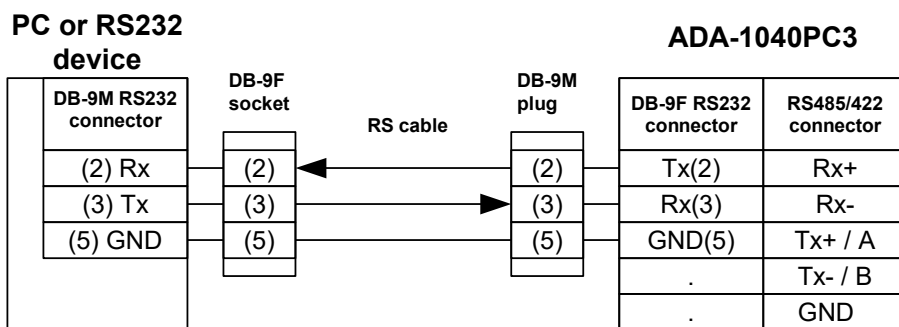 PC or RS232
device
ADA-1040PC3
DB-9M RS232
connector
DB-9F
socket
RS cable
DB-9M
plug
DB-9F RS232
connector
RS485/422
connector
(2) Rx
(2)
(2)
Tx(2)
Rx+
(3) Tx
(3)
(3)
Rx(3)
Rx-
(5) GND
(5)
(5)
GND(5)
Tx+ / A
.
Tx- / B
.
GND